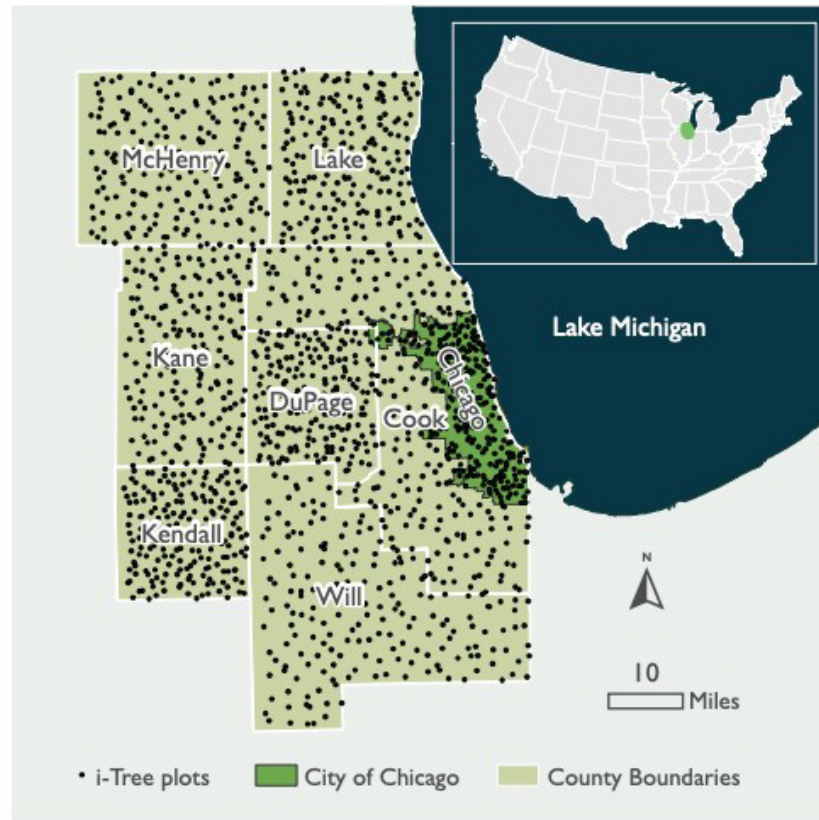 McHenry
Lake
Lake Michigan
Kane
DuPage
Chicago
Cook
Kendall
Will
N
10
Miles
i-Tree plots
City of Chicago
County Boundaries